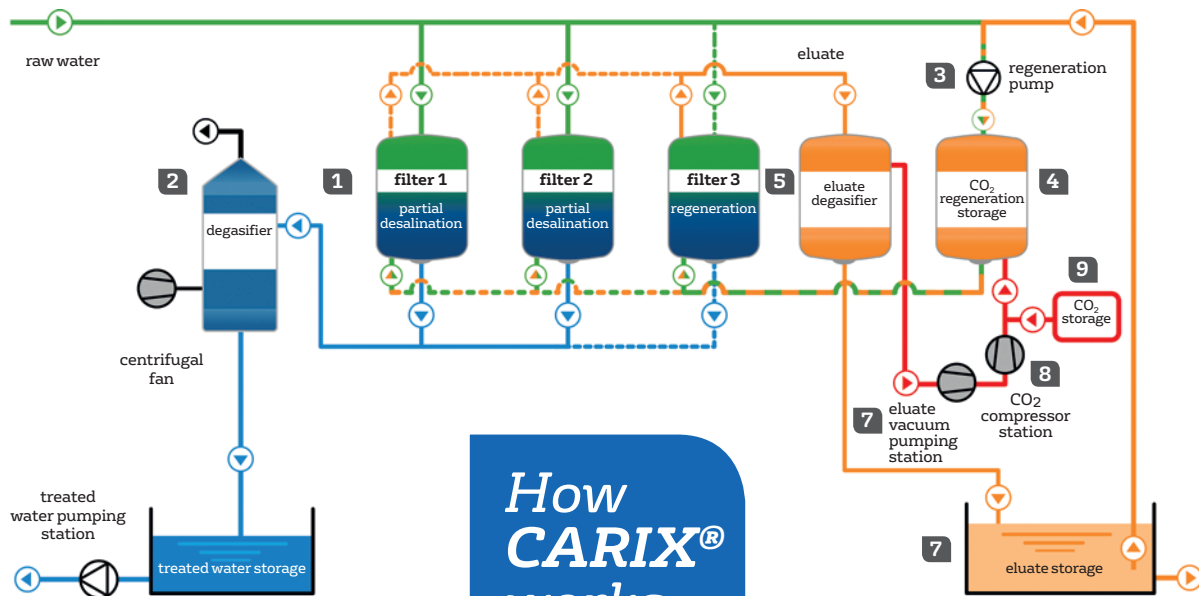 raw water
eluate
3
regeneration
pump
2
1
filter 1
partial
desalination
filter 2
partial
desalination
filter 3
regeneration
5
eluate
degasifier
CO2
regeneration
storage
4
degasifier
9
CO2
storage
centrifugal
fan
8
CO2
compressor
station
7
eluate
vacuum
pumping
station
How
CARIX®
works
treated
water pumping
station
treated water storage
7
eluate storage